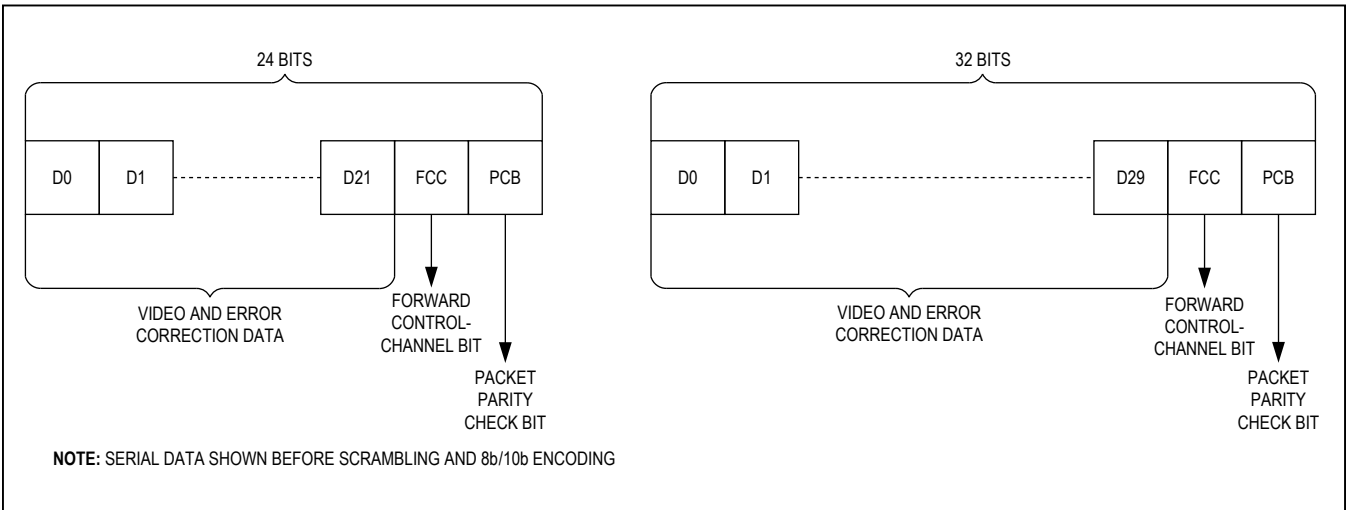 24 BITS
32 BITS
D0 D1 D21 FCC PCB
D0 D1 D29 FCC PCB
VIDEO AND ERROR
CORRECTION DATA
FORWARD
CONTROL-
CHANNEL BIT
PACKET
PARITY
CHECK BIT
VIDEO AND ERROR
CORRECTION DATA
FORWARD
CONTROL-
CHANNEL BIT
PACKET
PARITY
CHECK BIT
NOTE: SERIAL DATA SHOWN BEFORE SCRAMBLING AND 8b/10b ENCODING